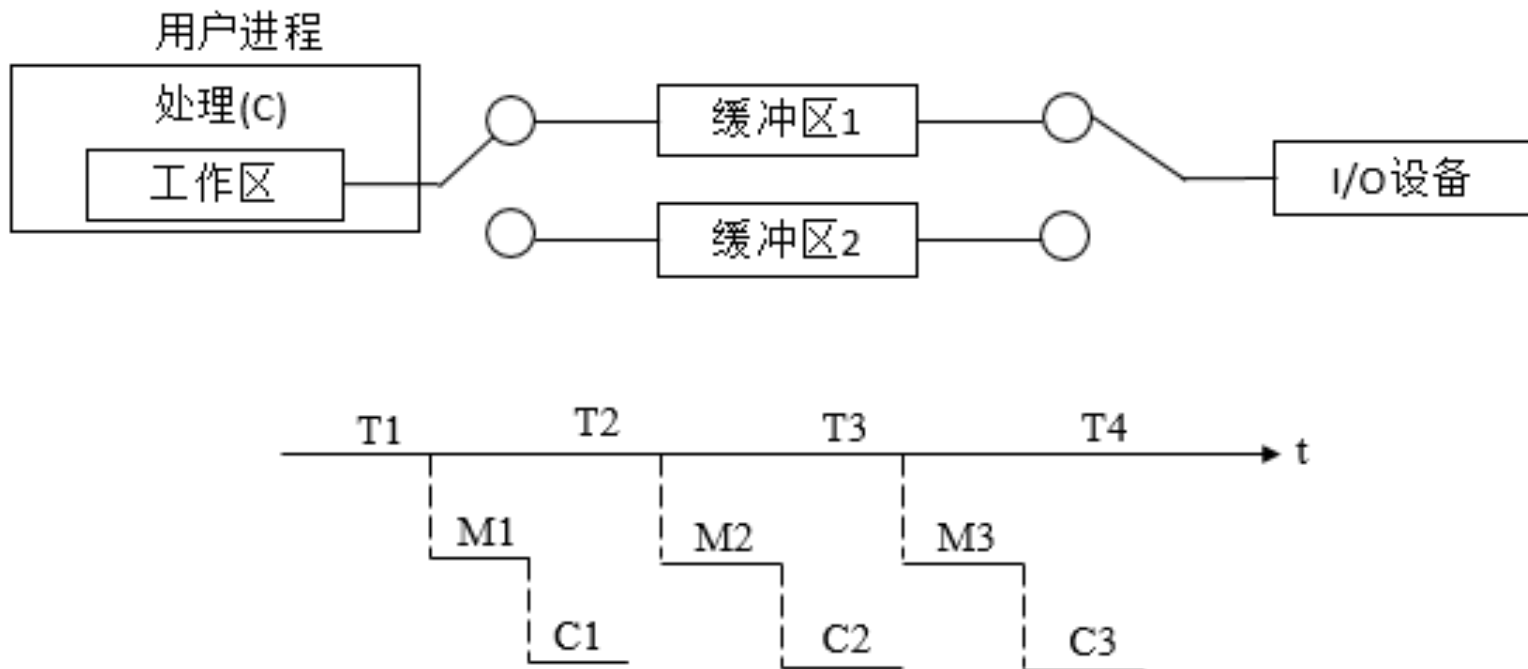 用户进程
处理(C)
缓冲区1
工作区
I/O设备
缓冲区2
T1 T2 T3 T4 t
M1 M2 M3
C1 C2 C3